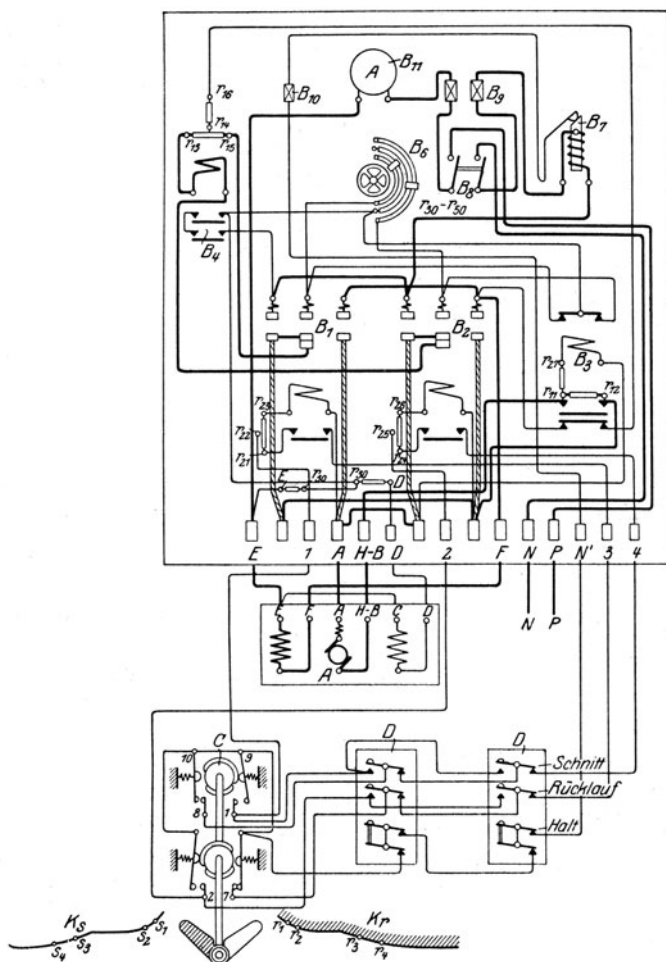 r16
B10
A
B11
B9
r14
r13
r15
B7
B6
B8
r30-r50
B4
B1
B2
B3
r27
r11
r12
r23
r22
r21
r26
r25
E
r30
r30
D
E
1
A
H-B
D
2
F
N
P
N'
3
4
E
F
A
H-B
C
D
N
P
A
C
D
D
10
9
Schnitt
Rücklauf
8
1
Halt
2
7
Ks
s4
s3
s2
s1
r1
r2
Kr
r3
r4